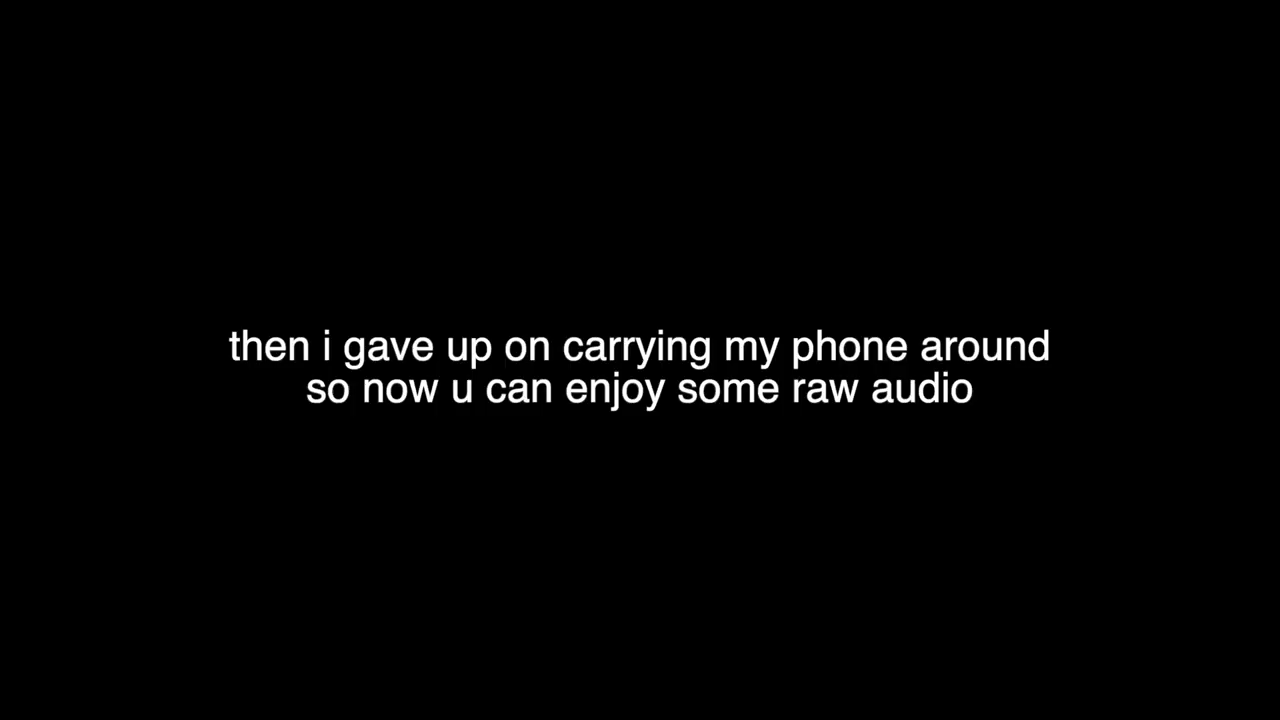 then i gave up on carrying my phone around
so now u can enjoy some raw audio